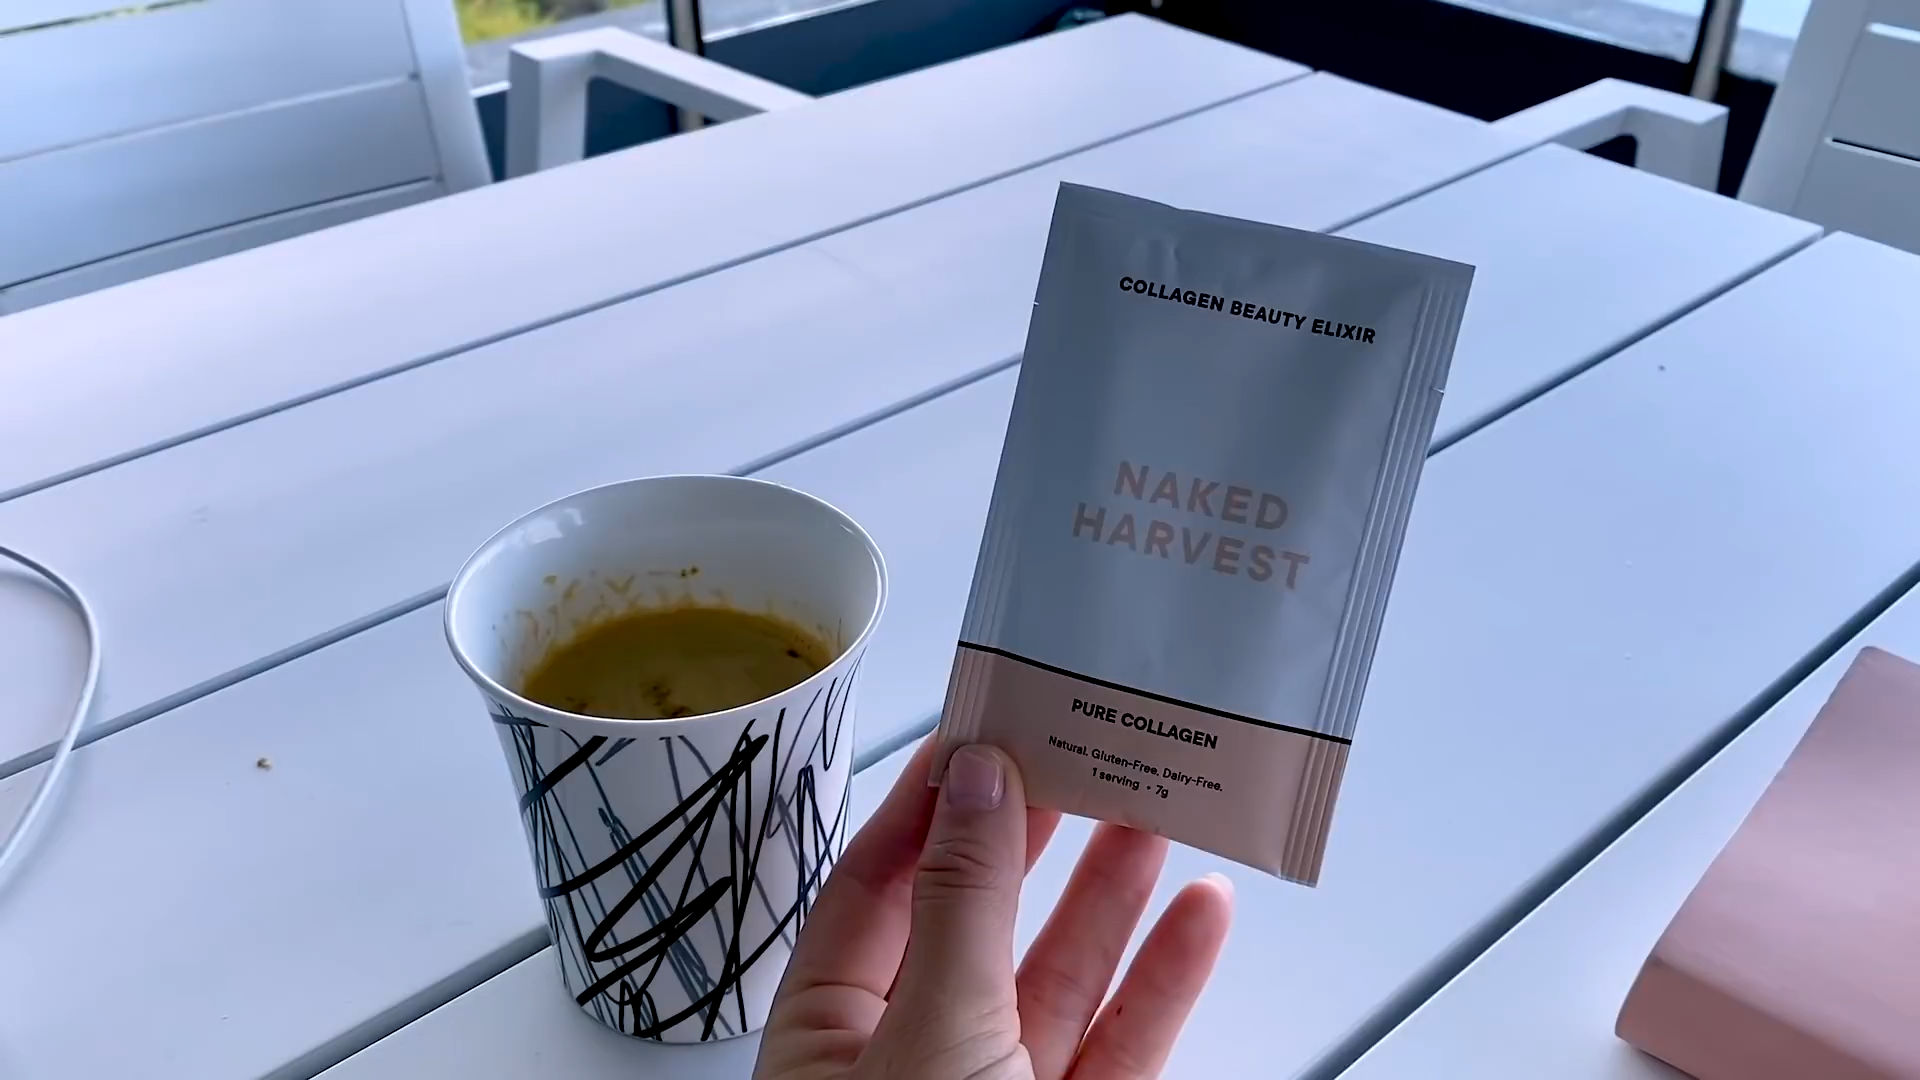 COLLAGEN BEAUTY ELIXIR
NAKED
HARVEST
PURE COLLAGEN
Natural. Gluten-Free. Dairy-Free.
1 serving • 7g